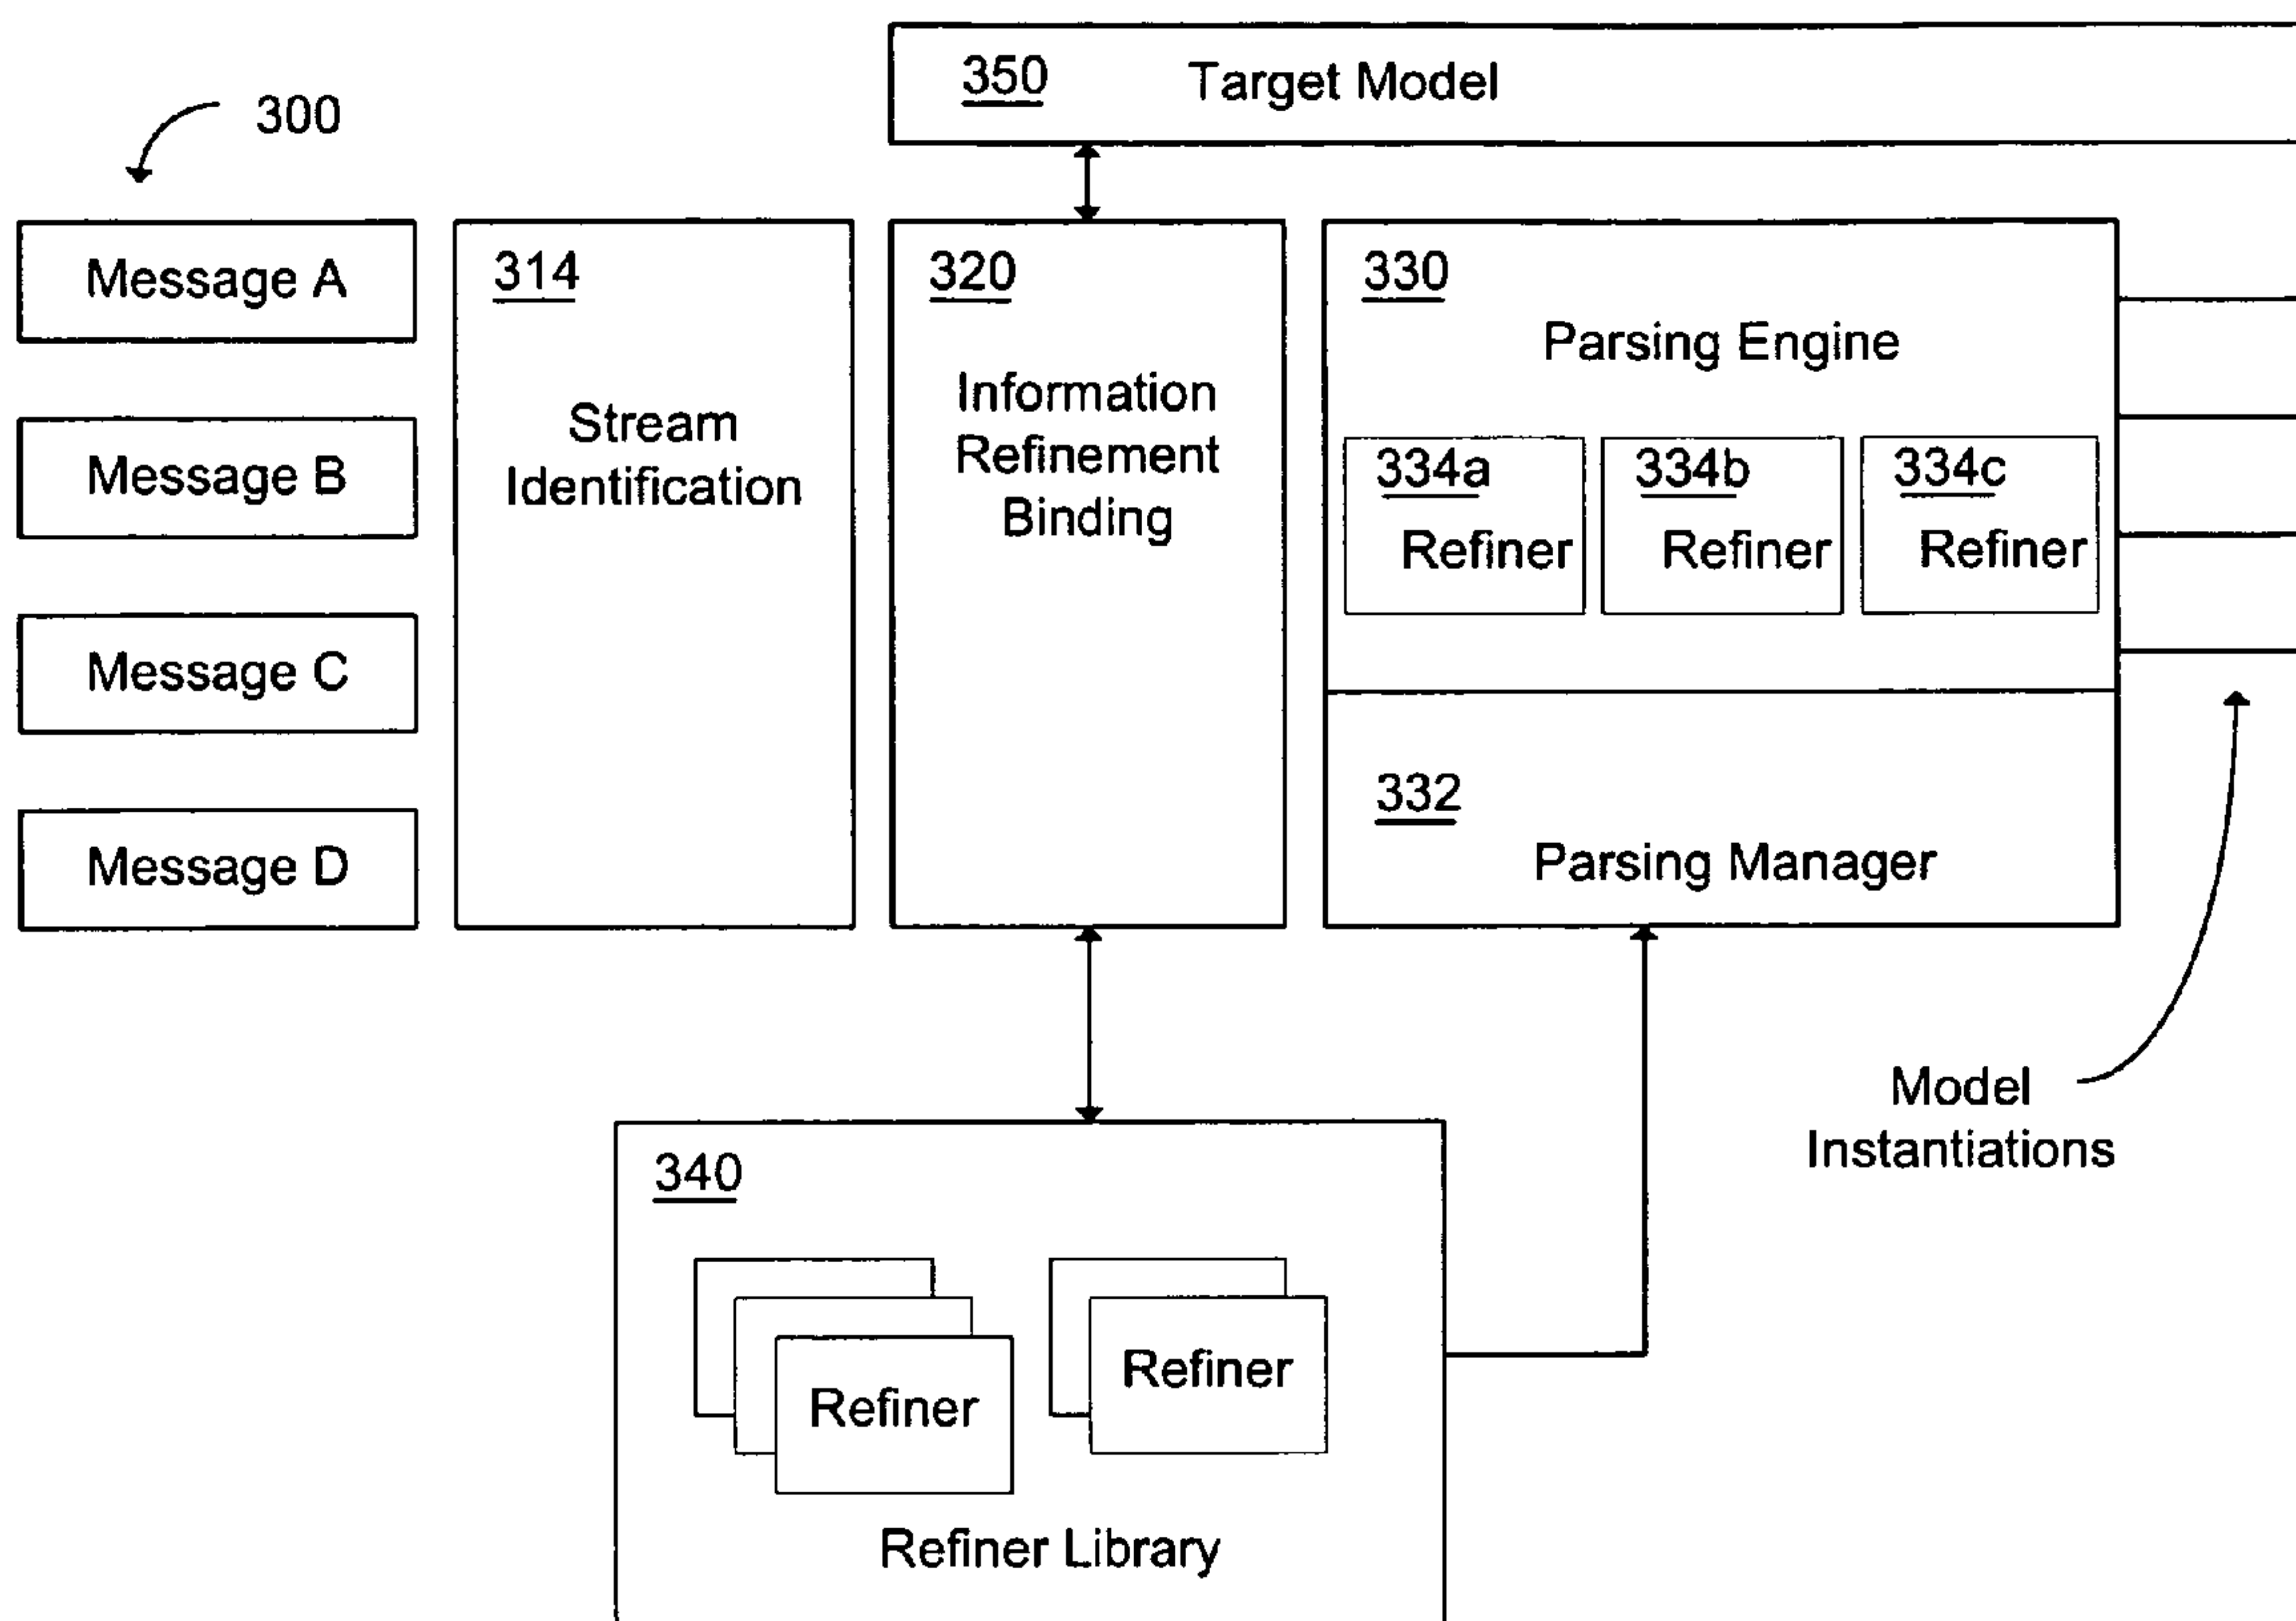 350 Target Model
300
Message A
Message B
Message C
Message D
314
Stream
Identification
320
Information
Refinement
Binding
330
Parsing Engine
334a
Refiner
334b
Refiner
334c
Refiner
332
Parsing Manager
Model
Instantiations
340
Refiner
Refiner
Refiner Library